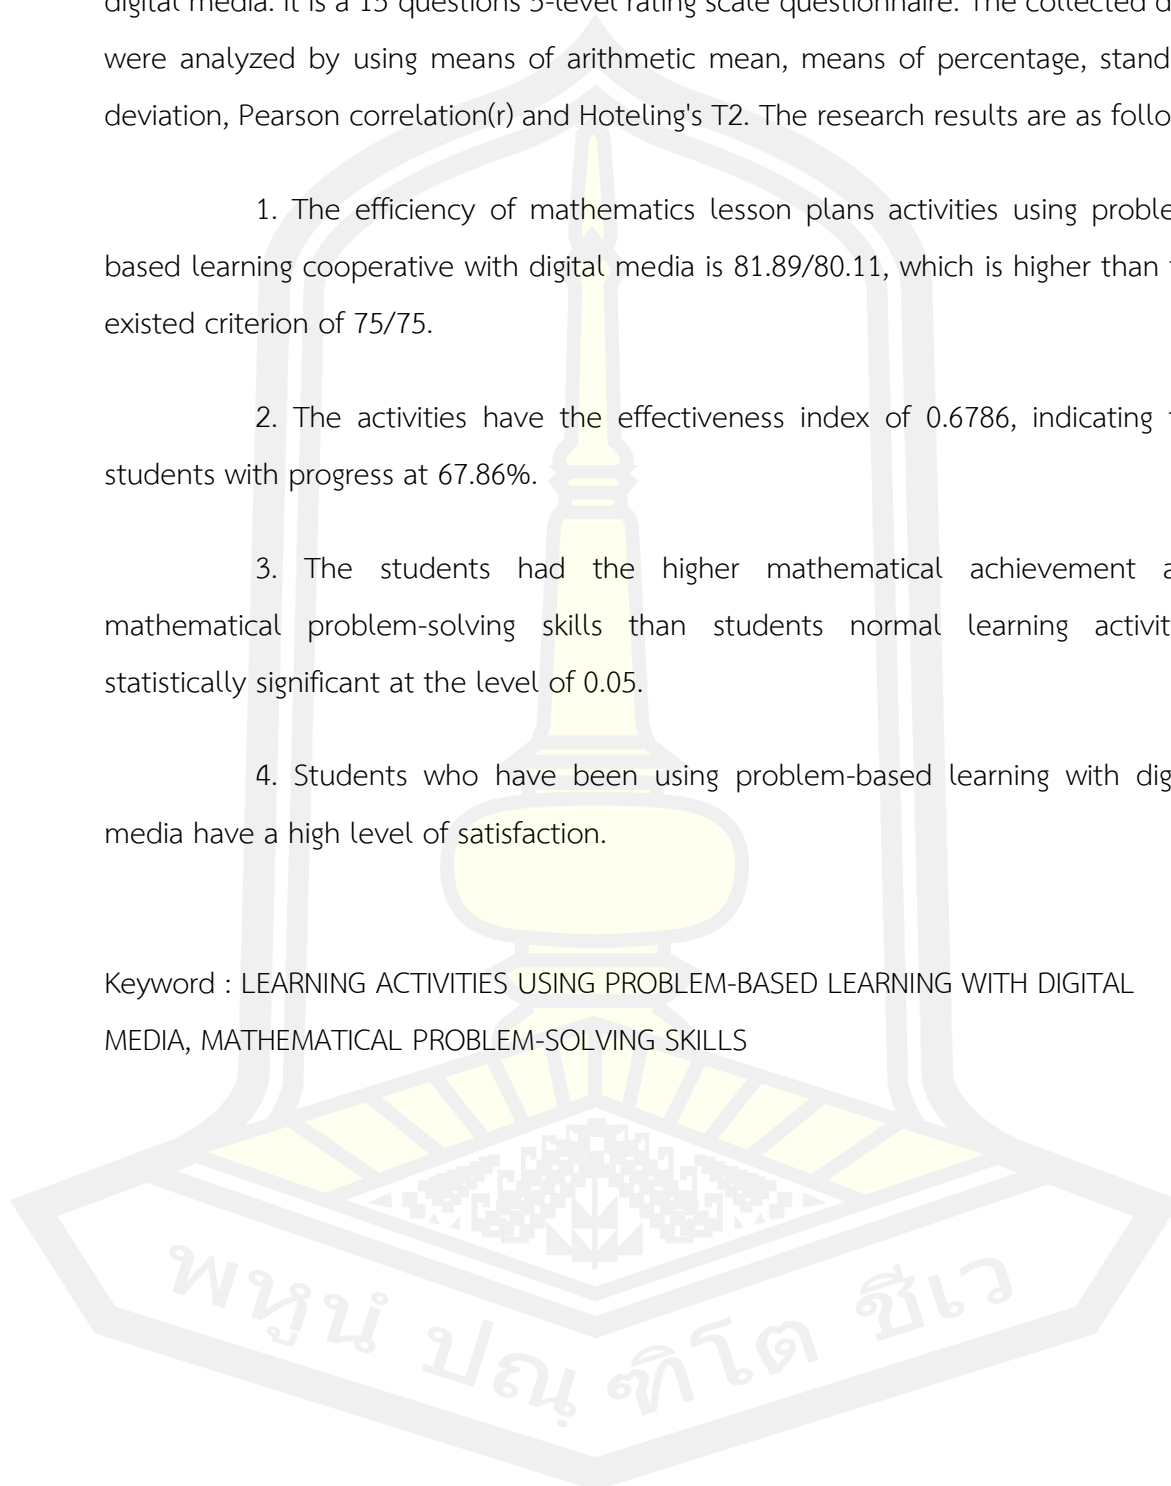 digital media. It is a 15 questions 5-level rating scale questionnaire. The collected d
were analyzed by using means of arithmetic mean, means of percentage, stand
deviation, Pearson correlation(r) and Hoteling's T2. The research results are as follo
1. The efficiency of mathematics lesson plans activities using proble
based learning cooperative with digital media is 81.89/80.11, which is higher than t
existed criterion of 75/75.
2. The activities have the effectiveness index of 0.6786, indicating t
students with progress at 67.86%.
3. The students had the higher mathematical achievement a
mathematical problem-solving skills than students normal learning activit
statistically significant at the level of 0.05.
4. Students who have been using problem-based learning with dig
media have a high level of satisfaction.
Keyword : LEARNING ACTIVITIES USING PROBLEM-BASED LEARNING WITH DIGITAL
MEDIA, MATHEMATICAL PROBLEM-SOLVING SKILLS
พหูนํ ปณฺฑิโต ชีเว